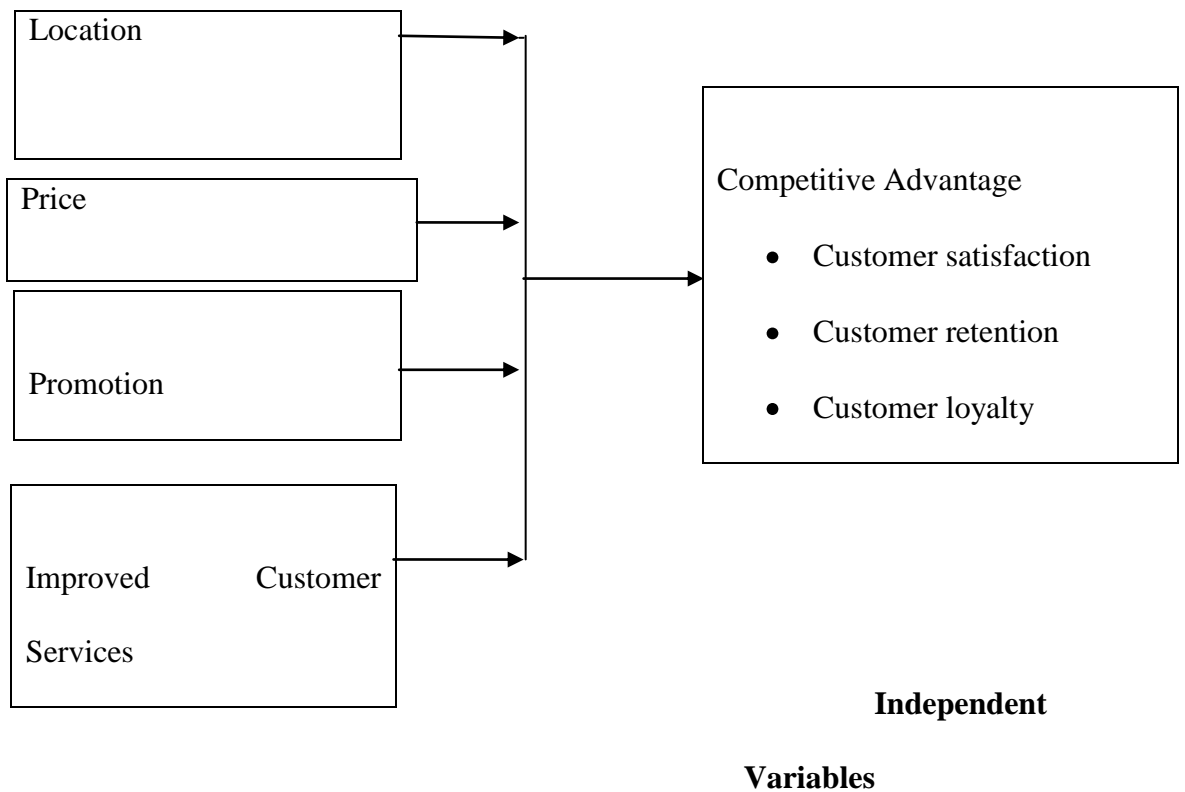 Location
Price
Promotion
Improved Customer
Services
Competitive Advantage
• Customer satisfaction
• Customer retention
• Customer loyalty
Independent
Variables